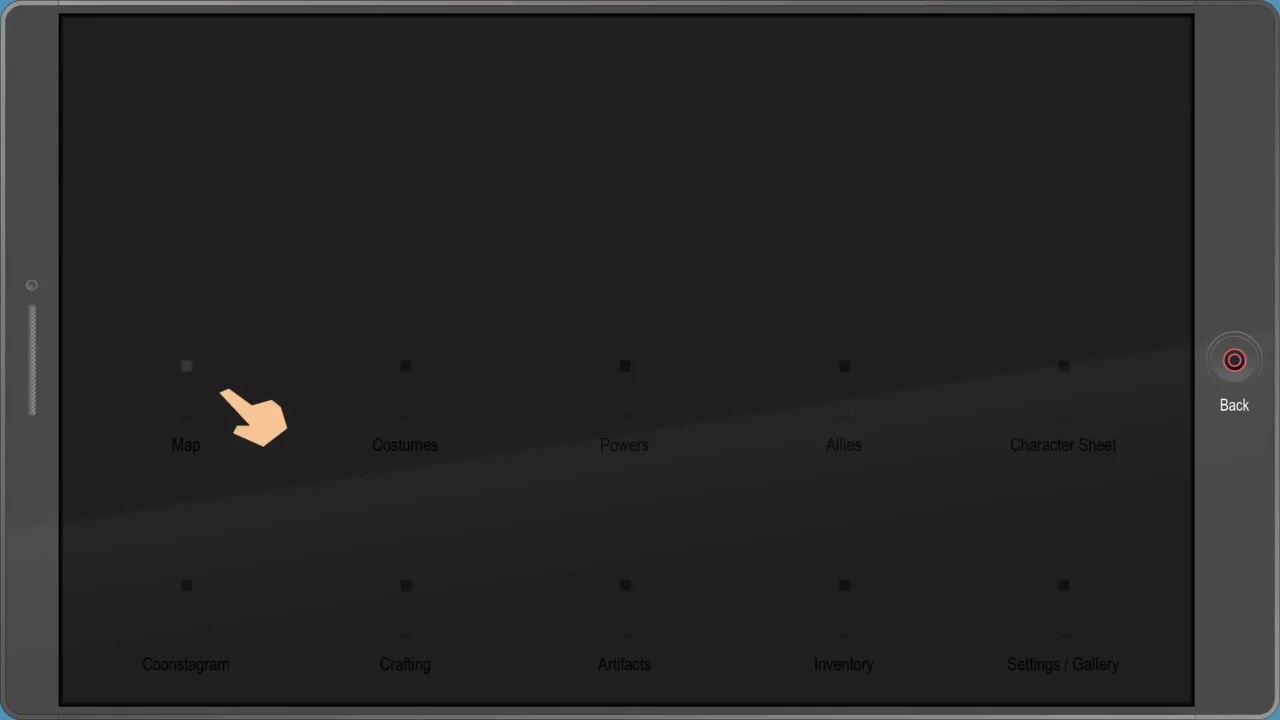 Back
Map
Costumes
Powers
Allies
Character Sheet
Coonstagram
Crafting
Artifacts
Inventory
Settings / Gallery